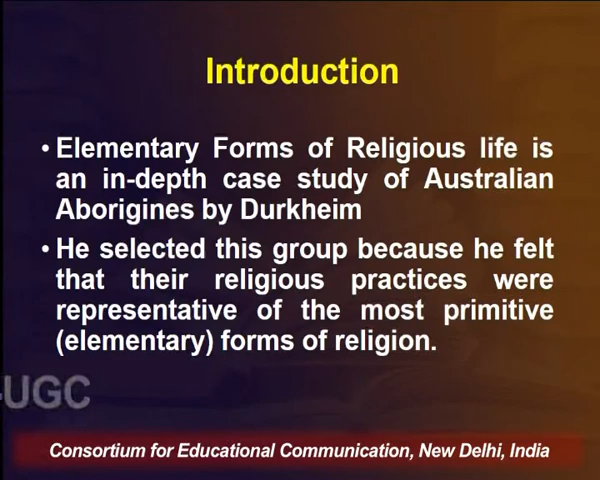 Introduction
• Elementary Forms of Religious life is
an in-depth case study of Australian
Aborigines by Durkheim
• He selected this group because he felt
that their religious practices were
representative of the most primitive
(elementary) forms of religion.
-UGC
Consortium for Educational Communication, New Delhi, India